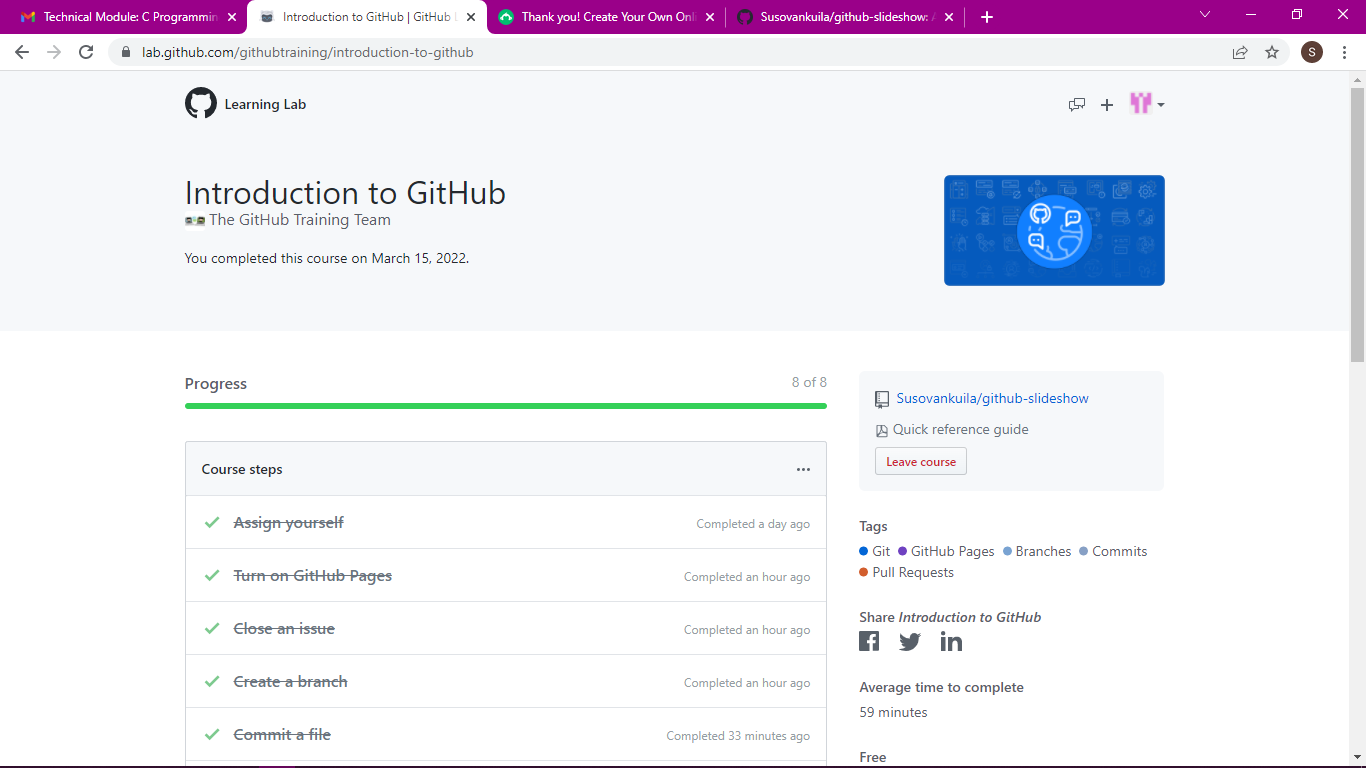 Technical Module: C Programmin
Introduction to GitHub | GitHub L
Thank you! Create Your Own Onl
Susovankuila/github-slideshow: A
lab.github.com/githubtraining/introduction-to-github
S
Learning Lab
Introduction to GitHub
The GitHub Training Team
You completed this course on March 15, 2022.
Progress
8 of 8
Susovankuila/github-slideshow
Quick reference guide
Leave course
Course steps
Assign yourself
Completed a day ago
Turn on GitHub Pages
Completed an hour ago
Close an issue
Completed an hour ago
Create a branch
Completed an hour ago
Commit a file
Completed 33 minutes ago
Tags
Git GitHub Pages Branches Commits
Pull Requests
Share Introduction to GitHub
Average time to complete
59 minutes
Free